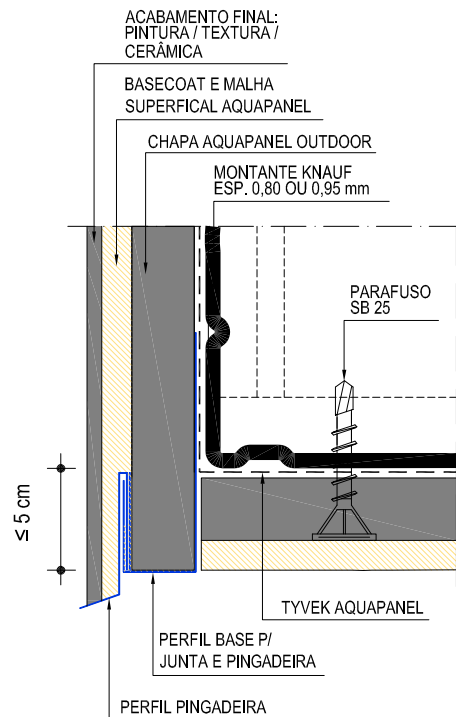 ACABAMENTO FINAL:
PINTURA / TEXTURA /
CERÂMICA
BASECOAT E MALHA
SUPERFICAL AQUAPANEL
CHAPA AQUAPANEL OUTDOOR
MONTANTE KNAUF
ESP. 0,80 OU 0,95 mm
PARAFUSO
SB 25
≤ 5 cm
TYVEK AQUAPANEL
PERFIL BASE P/
JUNTA E PINGADEIRA
PERFIL PINGADEIRA